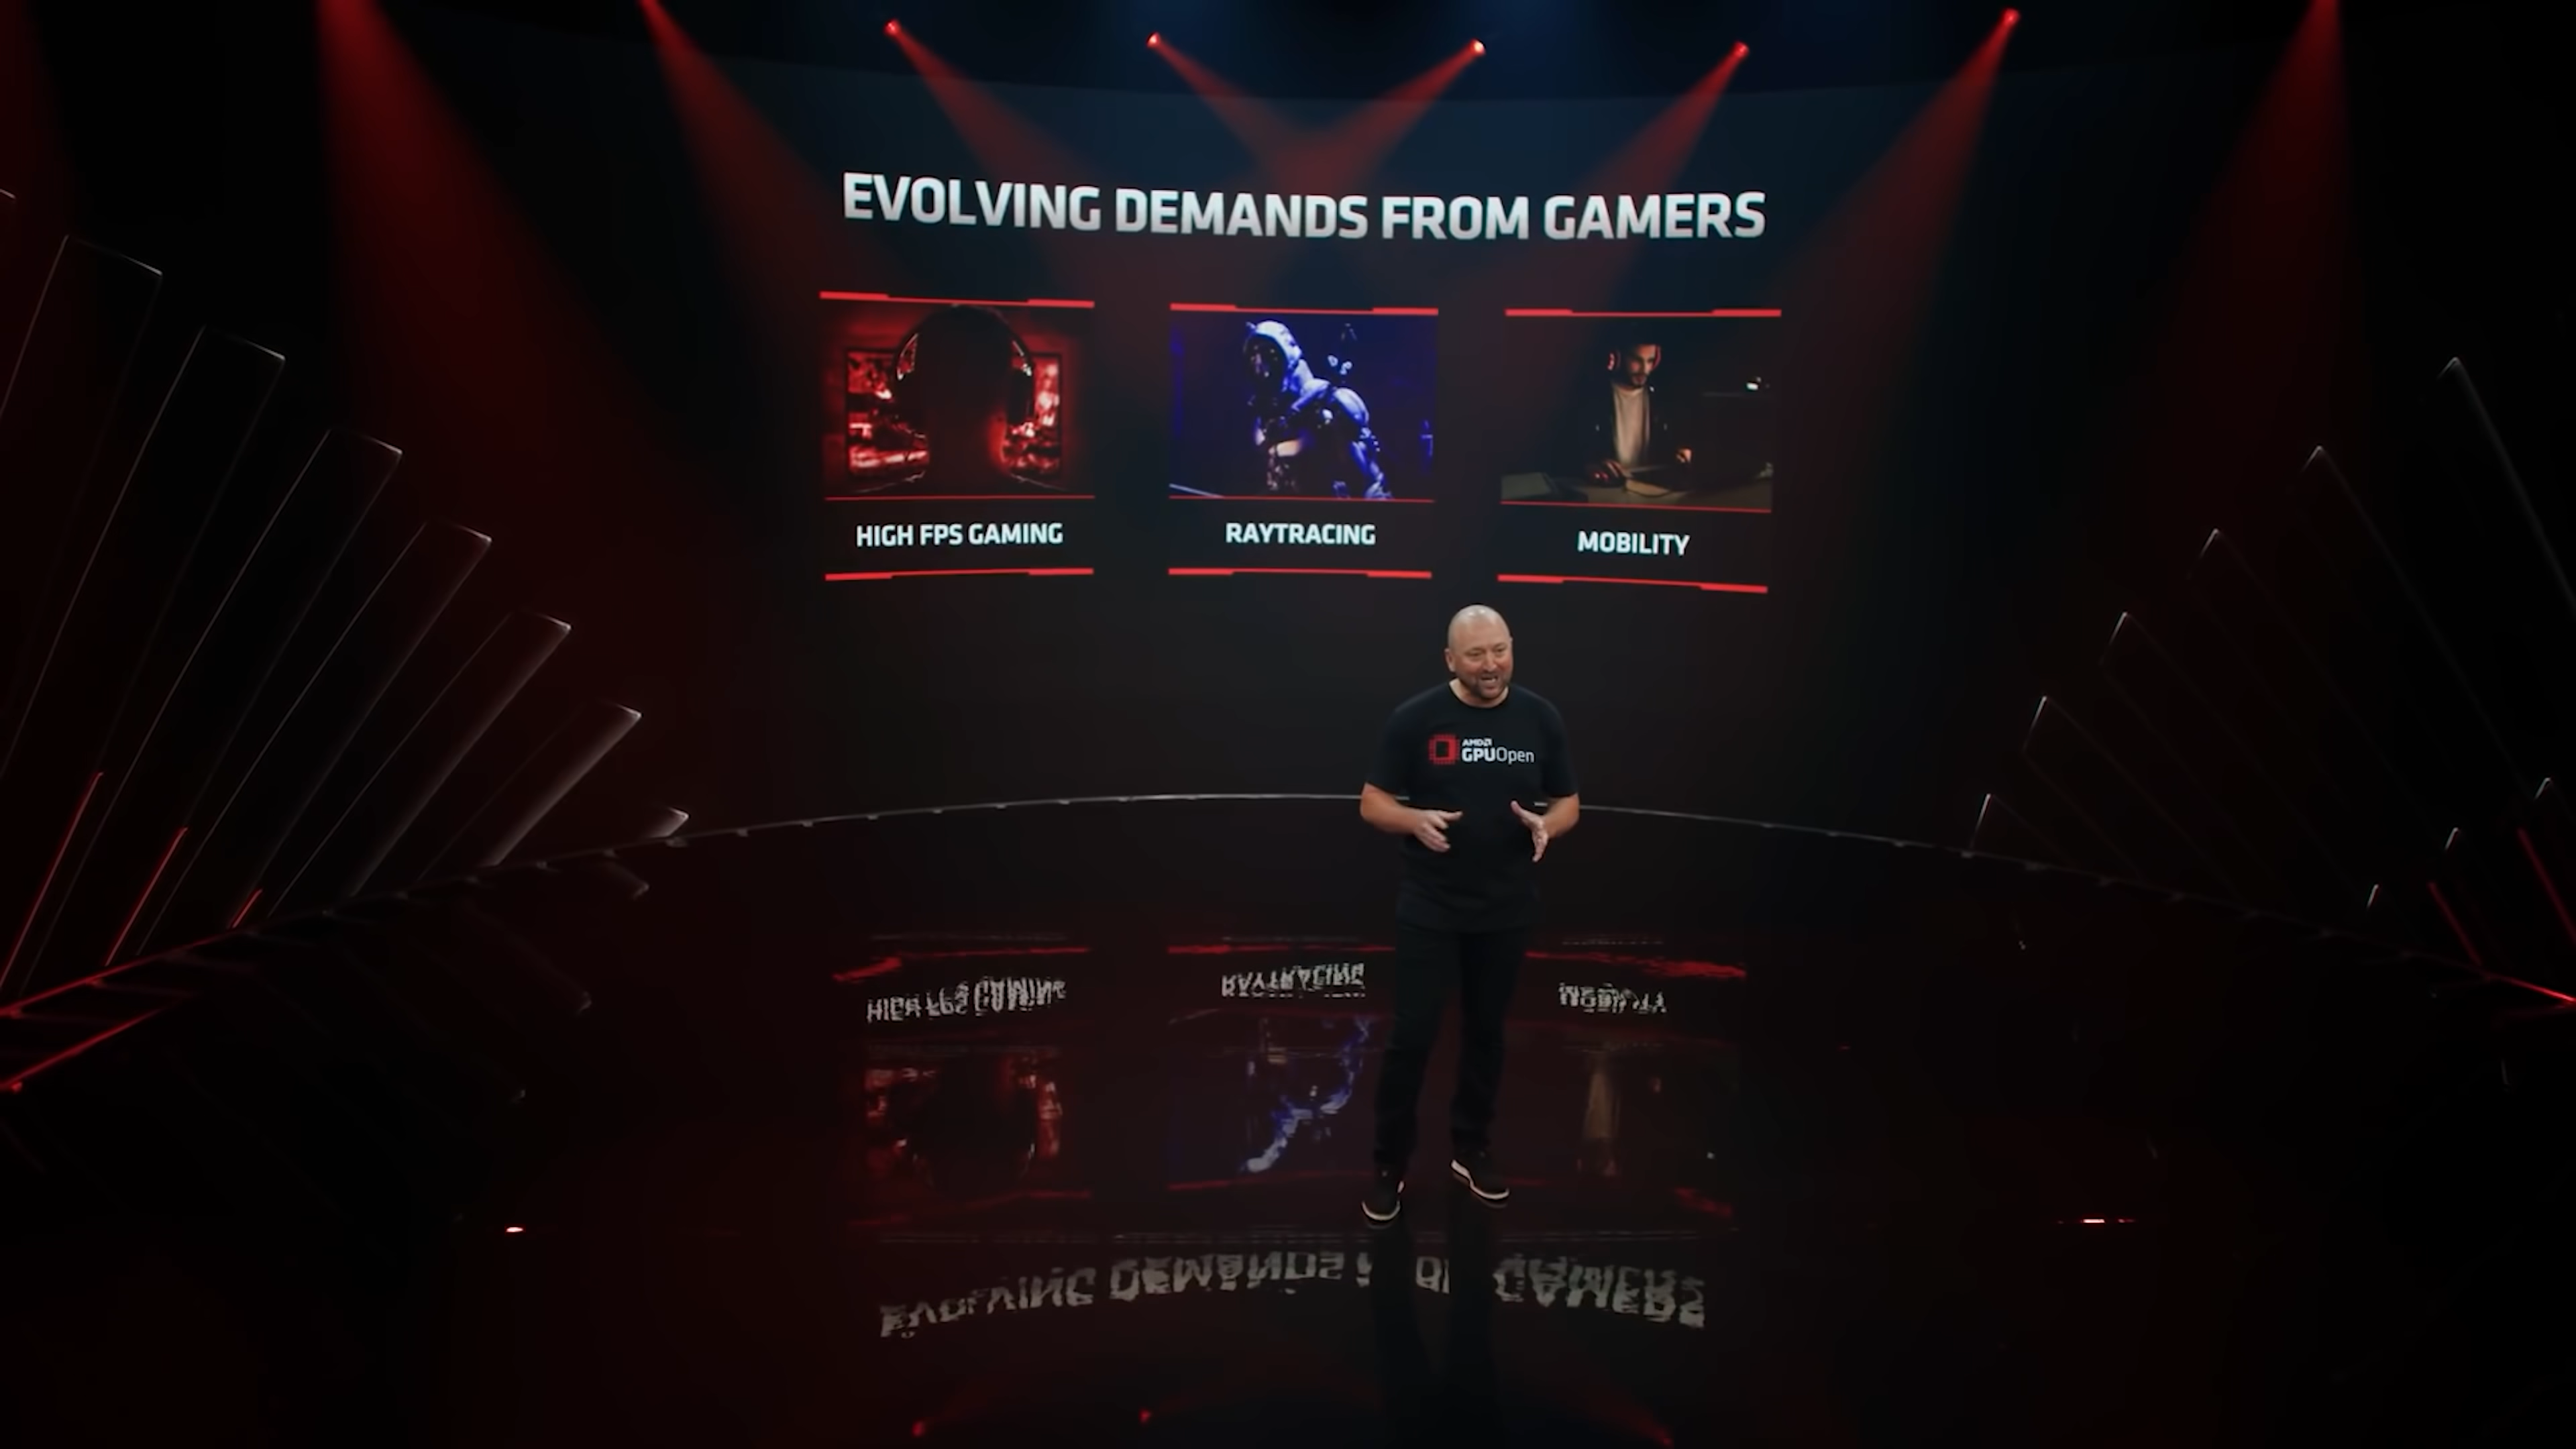 EVOLVING DEMANDS FROM GAMERS
HIGH FPS GAMING
RAYTRACING
MOBILITY
AMD
GPUOpen